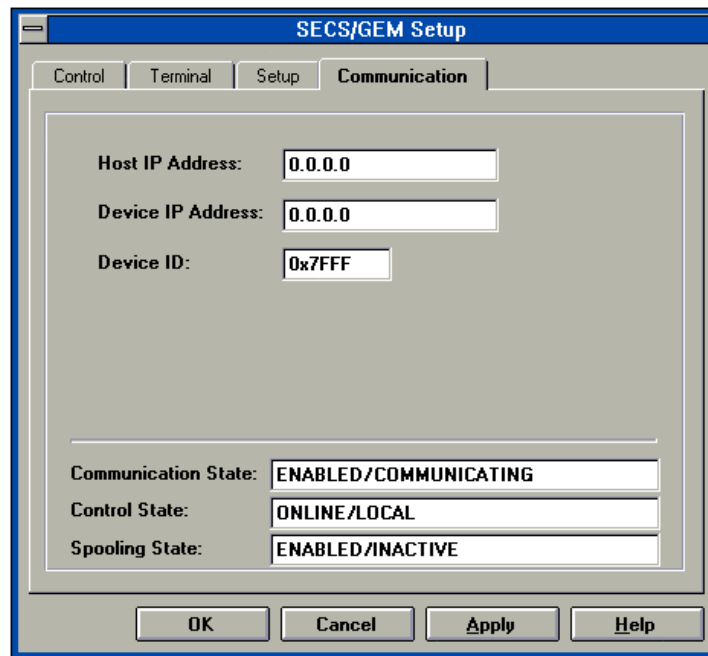 SECS/GEM Setup
Control Terminal Setup Communication
Host IP Address: 0.0.0.0
Device IP Address: 0.0.0.0
Device ID: 0x7FFF
Communication State: ENABLED/COMMUNICATING
Control State: ONLINE/LOCAL
Spooling State: ENABLED/INACTIVE
OK Cancel Apply Help